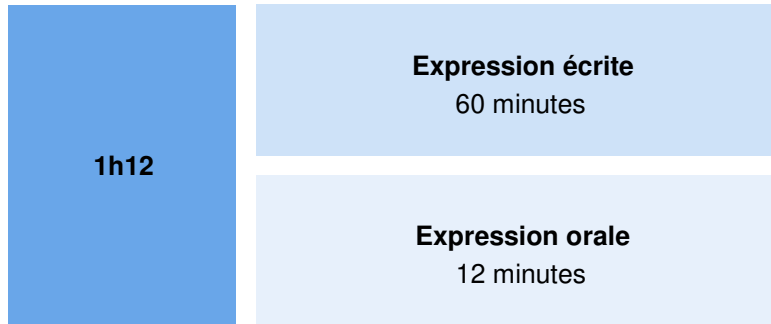 1h12
Expression écrite
60 minutes
Expression orale
12 minutes